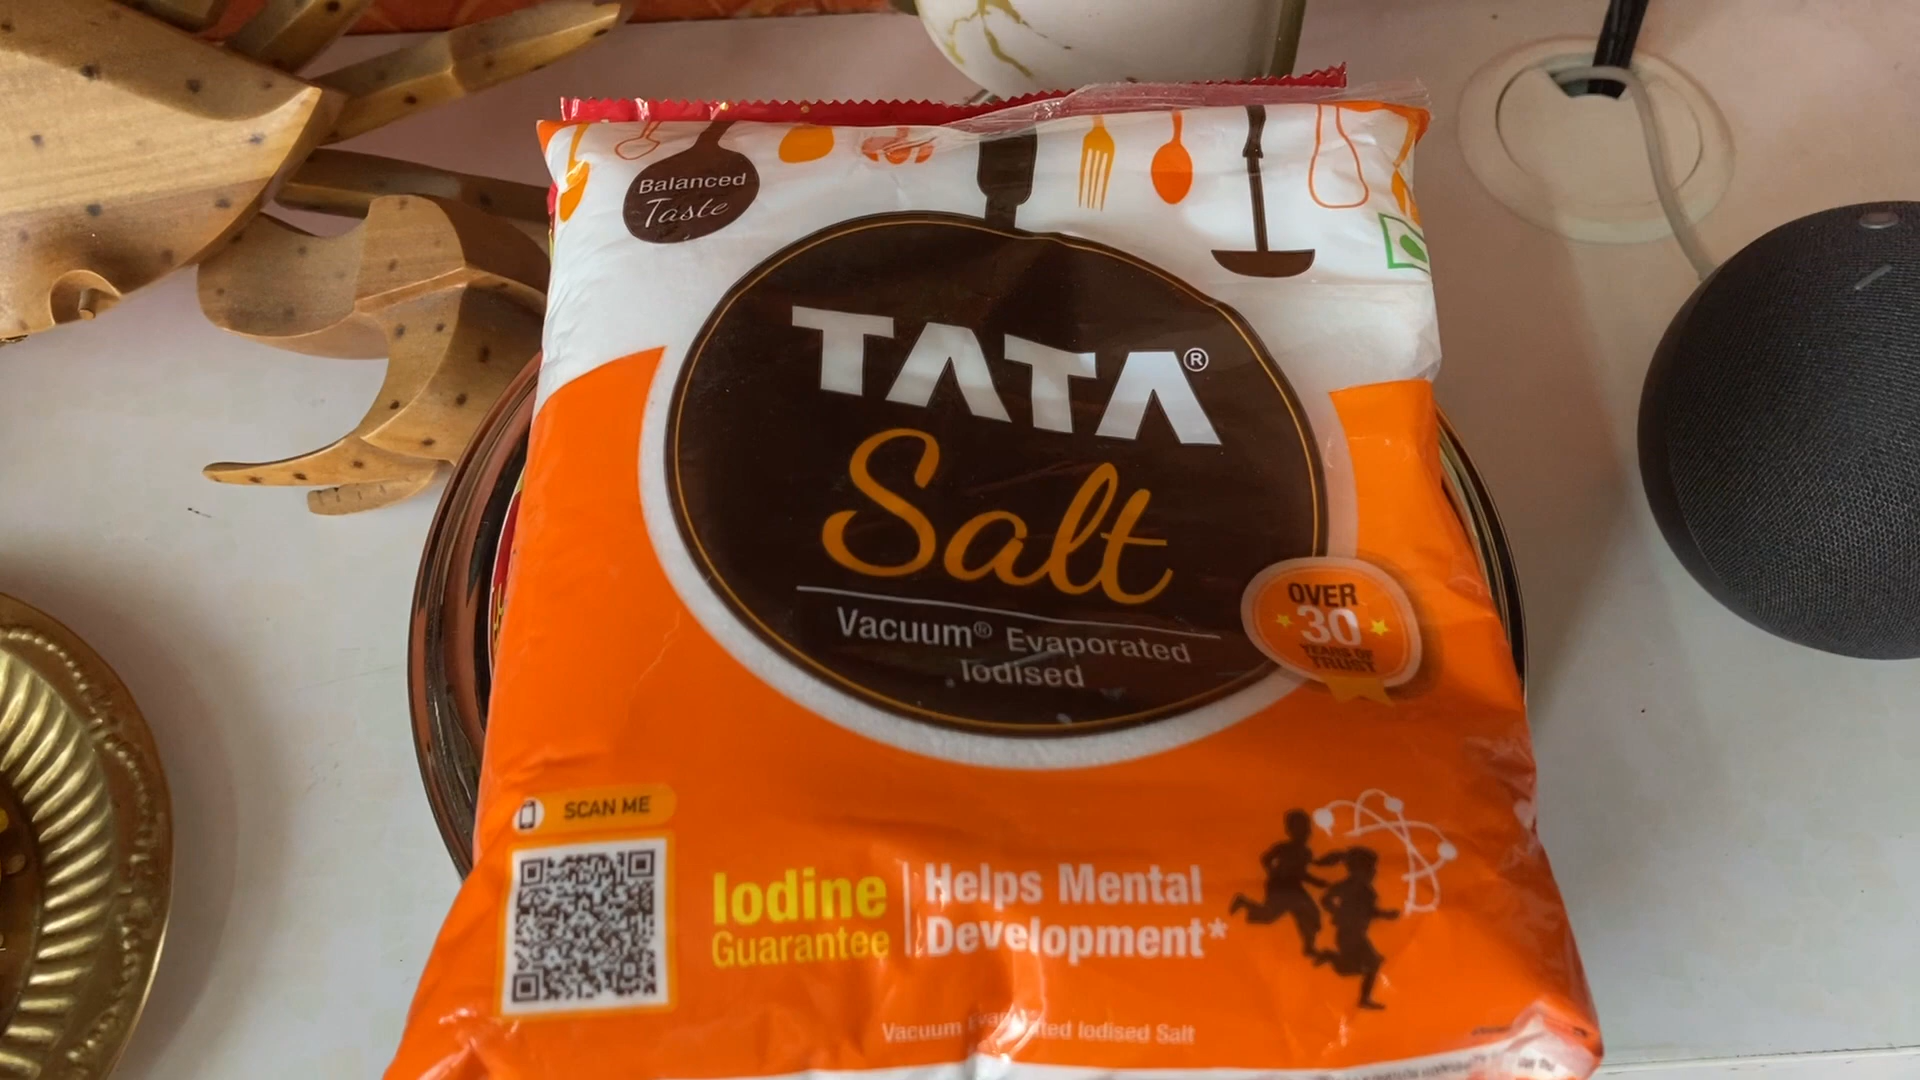 Balanced
Taste
TATA®
Salt
Vacuum® Evaporated
Iodised
OVER
30
YEARS OF
TRUST
SCAN ME
Iodine
Guarantee
Helps Mental
Development*
Vacuum Evaporated Iodised Salt